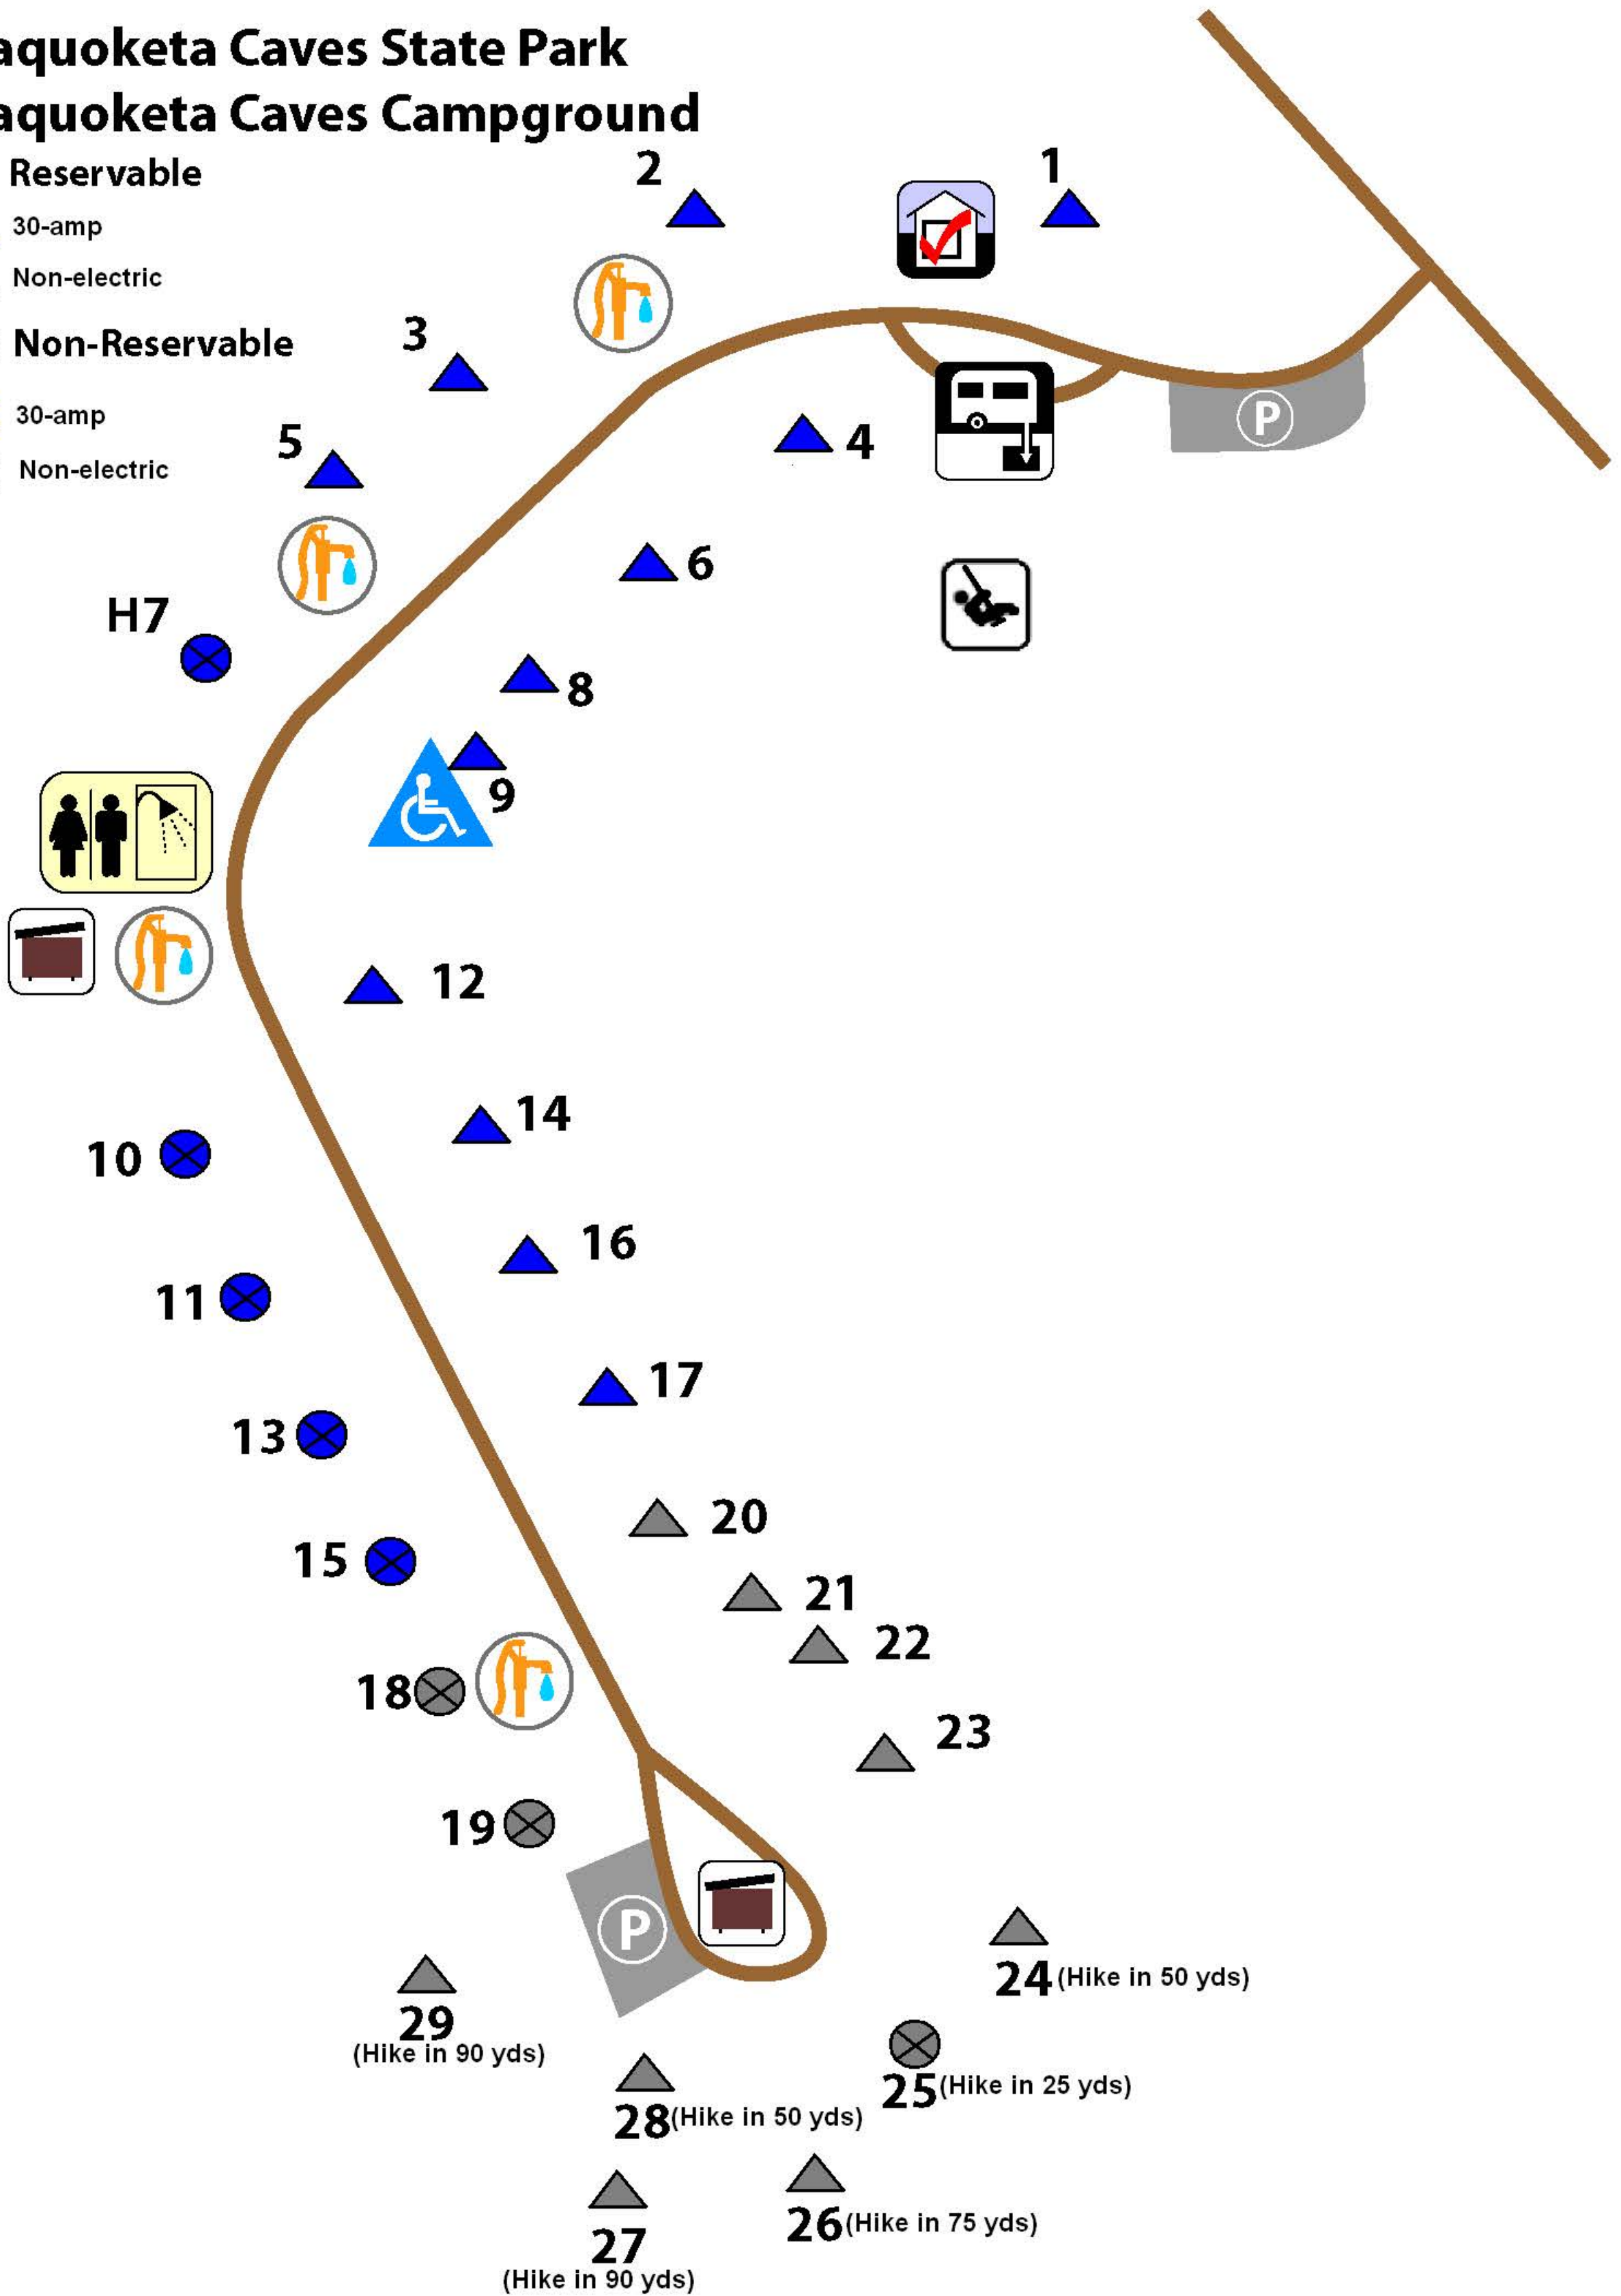 aquoketa Caves State Park
aquoketa Caves Campground
Reservable
30-amp
Non-electric
Non-Reservable
30-amp
Non-electric
1
2
3
4
5
6
H7
8
9
P
12
14
10
16
11
17
13
20
15
21
22
18
23
19
P
24 (Hike in 50 yds)
29
(Hike in 90 yds)
25 (Hike in 25 yds)
28 (Hike in 50 yds)
26 (Hike in 75 yds)
27
(Hike in 90 yds)